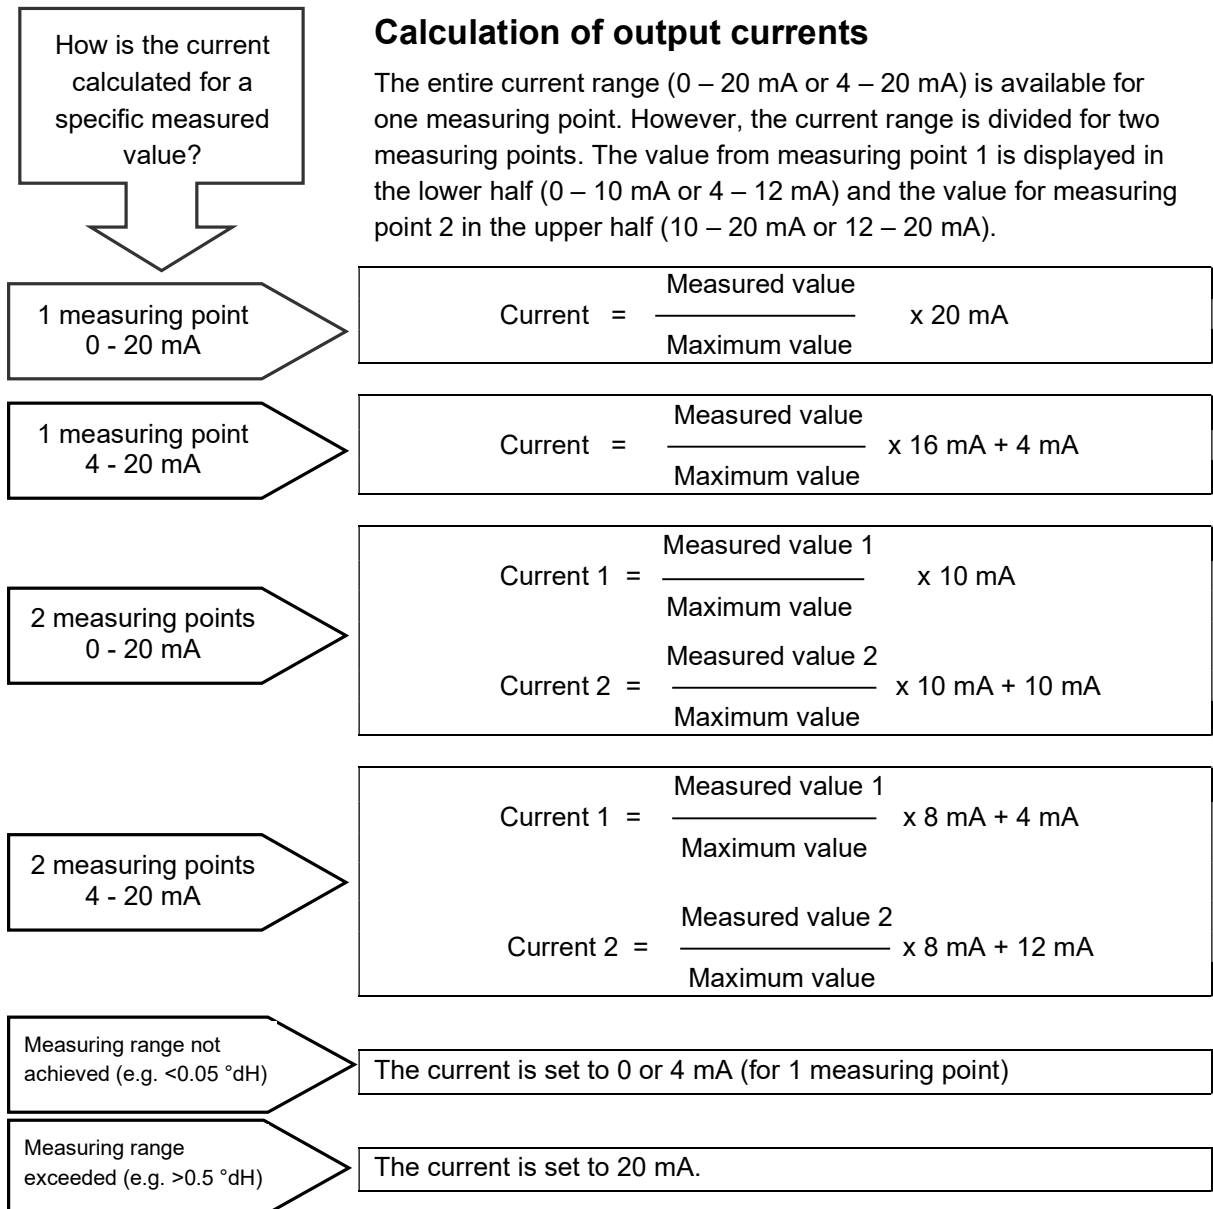 How is the current
calculated for a
specific measured
value?
Calculation of output currents
The entire current range (0 – 20 mA or 4 – 20 mA) is available for
one measuring point. However, the current range is divided for two
measuring points. The value from measuring point 1 is displayed in
the lower half (0 – 10 mA or 4 – 12 mA) and the value for measuring
point 2 in the upper half (10 – 20 mA or 12 – 20 mA).
1 measuring point
0 - 20 mA
Measured value
Current = x 20 mA
Maximum value
1 measuring point
4 - 20 mA
Measured value
Current = x 16 mA + 4 mA
Maximum value
2 measuring points
0 - 20 mA
Measured value 1
Current 1 = x 10 mA
Maximum value
Measured value 2
Current 2 = x 10 mA + 10 mA
Maximum value
2 measuring points
4 - 20 mA
Measured value 1
Current 1 = x 8 mA + 4 mA
Maximum value
Measured value 2
Current 2 = x 8 mA + 12 mA
Maximum value
Measuring range not
achieved (e.g. <0.05 °dH)
The current is set to 0 or 4 mA (for 1 measuring point)
Measuring range
exceeded (e.g. >0.5 °dH)
The current is set to 20 mA.